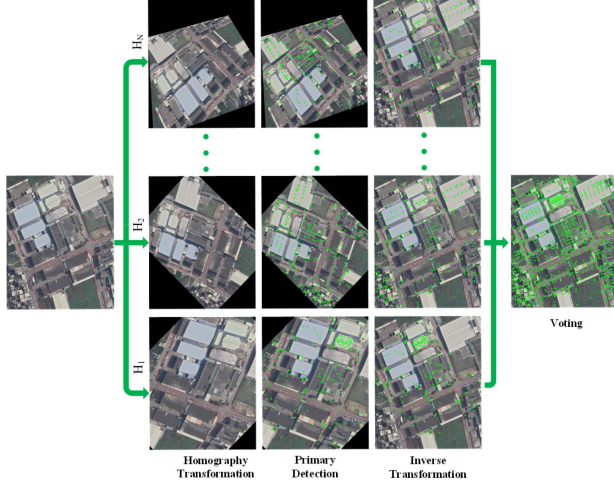 H_N
H_2
H_1
Voting
Homography
Transformation
Primary
Detection
Inverse
Transformation